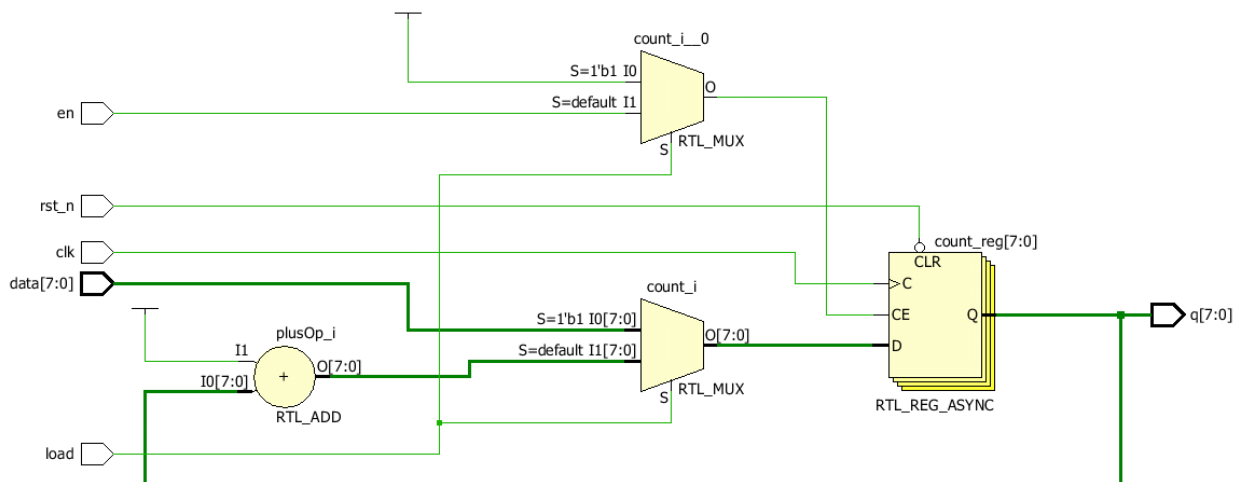 count_i__0
S=1'b1 I0
O
en
S=default I1
S
RTL_MUX
rst_n
count_reg[7:0]
clk
CLR
data[7:0]
C
count_i
CE
Q
q[7:0]
S=1'b1 I0[7:0]
plusOp_i
O[7:0]
D
I1
S=default I1[7:0]
O[7:0]
I0[7:0]
+
RTL_MUX
S
RTL_ADD
RTL_REG_ASYNC
load